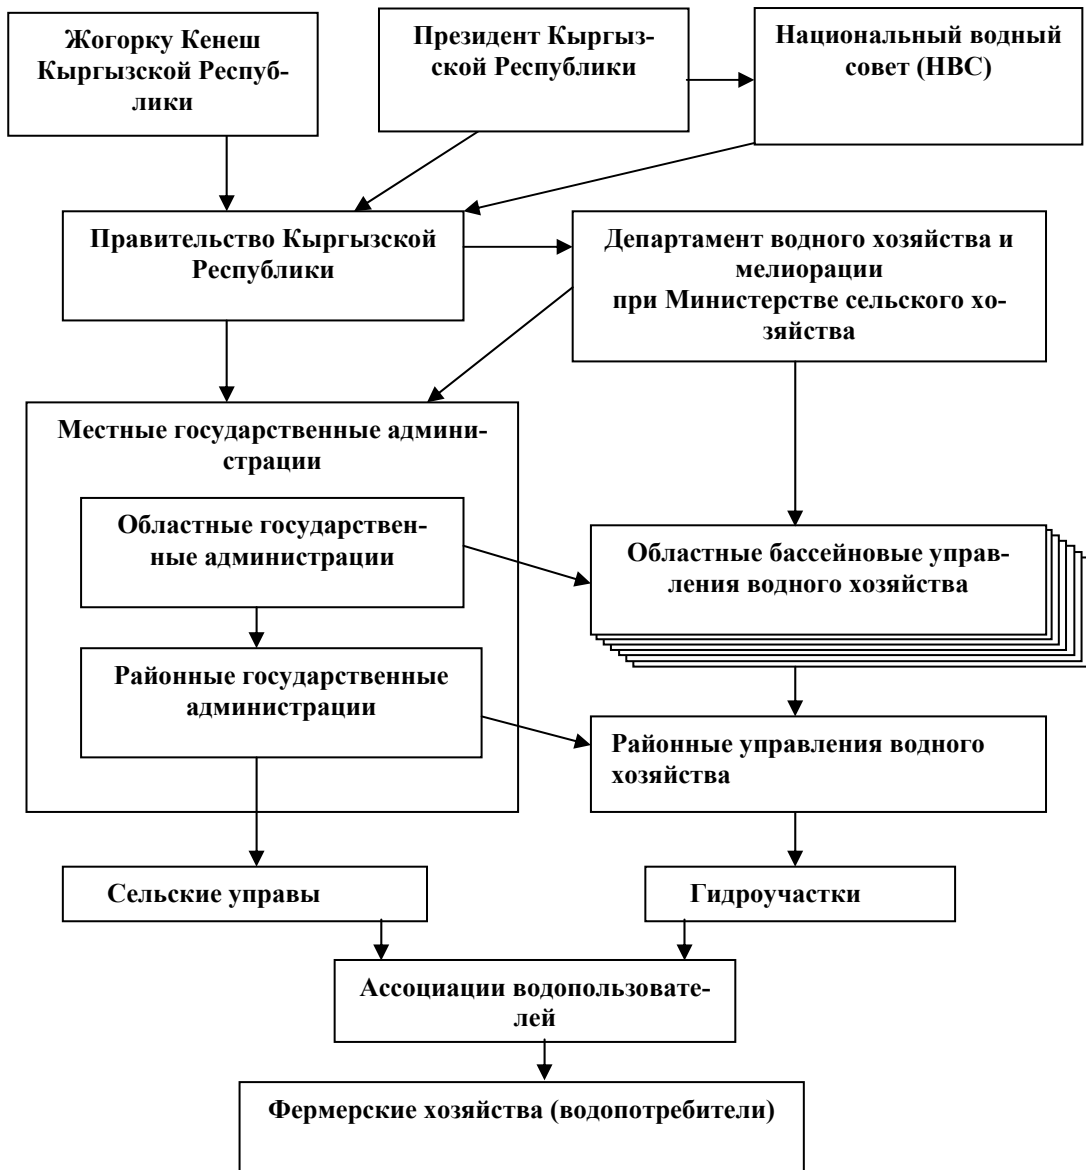 Жогорку Кенеш
Кыргызской Респуб-
лики
Президент Кыргыз-
ской Республики
Национальный водный
совет (НВС)
Правительство Кыргызской
Республики
Департамент водного хозяйства и
мелиорации
при Министерстве сельского хо-
зяйства
Местные государственные админи-
страции
Областные государствен-
ные администрации
Областные бассейновые управ-
ления водного хозяйства
Районные государственные
администрации
Районные управления водного
хозяйства
Сельские управы
Гидроучастки
Ассоциации водопользовате-
лей
Фермерские хозяйства (водопотребители)